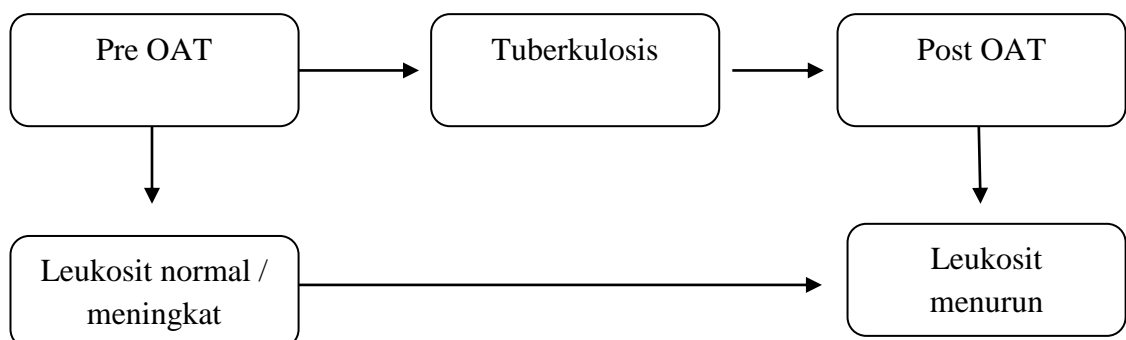 Pre OAT
Tuberkulosis
Post OAT
Leukosit normal /
meningkat
Leukosit
menurun